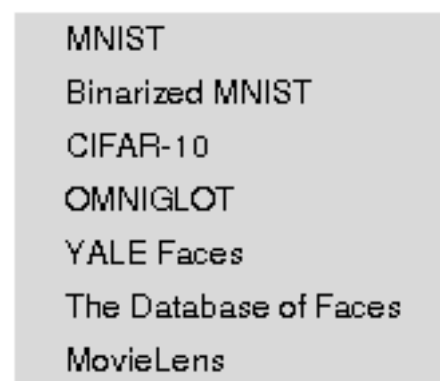 MNIST
Binarized MNIST
CIFAR-10
OMNIGLOT
YALE Faces
The Database of Faces
MovieLens